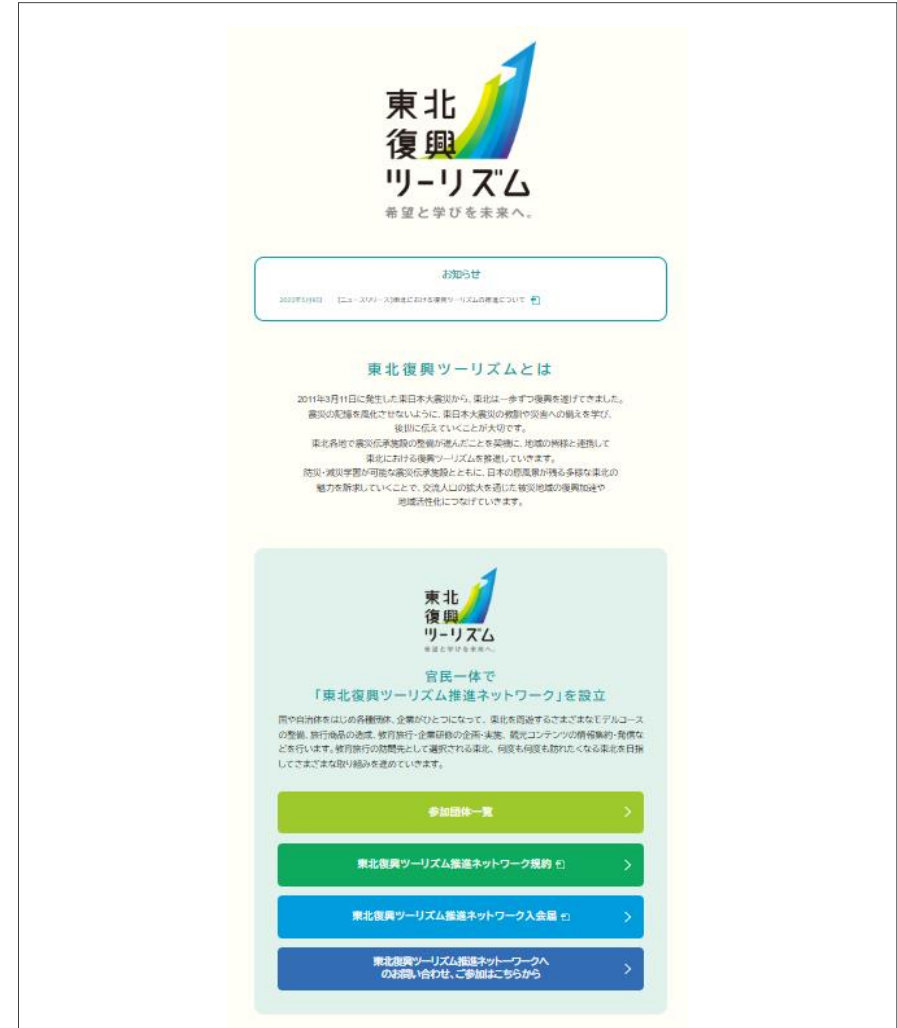 東北
復興
ツーリズム
希望と学びを未来へ。
お知らせ
[ニュースリリース]東北における復興ツーリズムの推進について
東北復興ツーリズムとは
2011年3月11日に発生した東日本大震災から、東北は一歩ずつ復興を遂げてきました。
震災の記憶を風化させないように、東日本大震災の教訓や災害への備えを学び、
後世に伝えていくことが大切です。
東北各地で震災伝承施設の整備が進んだことを契機に、地域の皆様と連携して
東北における復興ツーリズムを推進していきます。
防災・減災学習が可能な震災伝承施設とともに、日本の原風景が残る多様な東北の
魅力を訴求していくことで、交流人口の拡大を通じた被災地域の復興加速や
地域活性化につなげていきます。
東北
復興
ツーリズム
希望と学びを未来へ。
官民一体で
「東北復興ツーリズム推進ネットワーク」を設立
国や自治体をはじめ各種団体、企業がひとつになって、東北を周遊するさまざまなモデルコース
の整備、旅行商品の造成、教育旅行・企業研修の企画・実施、観光コンテンツの情報集約・発信な
どを行います。教育旅行の訪問先として選択される東北、何度も何度も訪れたくなる東北を目指
してさまざまな取り組みを進めていきます。
参加団体一覧
東北復興ツーリズム推進ネットワーク規約
東北復興ツーリズム推進ネットワーク入会届
東北復興ツーリズム推進ネットーワークへ
のお問い合わせ、ご参加はこちらから